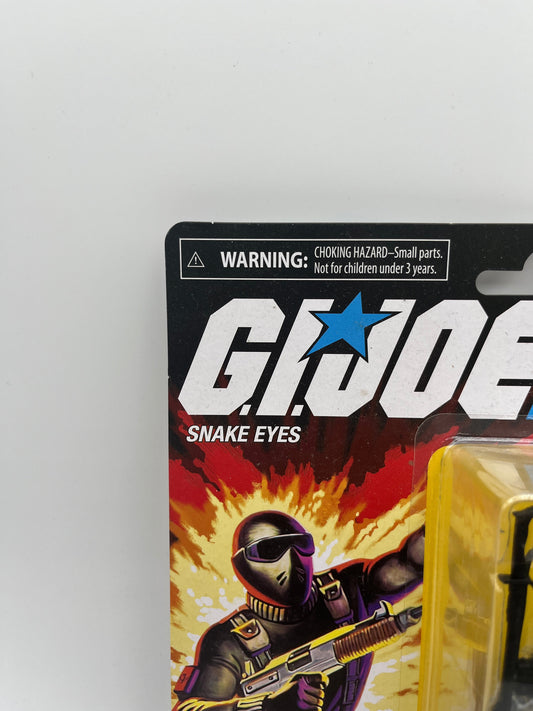 WARNING: CHOKING HAZARD–Small parts.
Not for children under 3 years.
G.I.JOE
SNAKE EYES